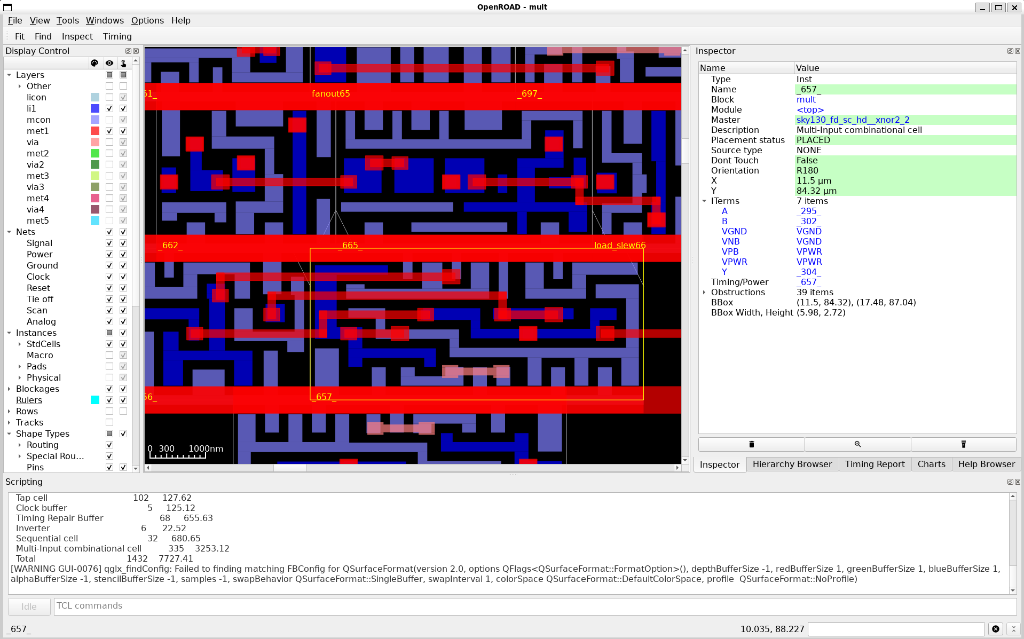 OpenROAD - mult
File View Tools Windows Options Help
Fit Find Inspect Timing
Display Control
Layers
Other
licon
li1
mcon
met1
via
met2
via2
met3
via3
met4
via4
met5
Nets
Signal
Power
Ground
Clock
Reset
Tie off
Scan
Analog
Instances
StdCells
Macro
Pads
Physical
Blockages
Rulers
Rows
Tracks
Shape Types
Routing
Special Rou...
Pins
fanout65
_697_
_662_
_665_
load_slew66
_657_
0 300 1000nm
Inspector
Name Value
Type Inst
Name _657_
Block mult
Module <top>
Master sky130_fd_sc_hd__xnor2_2
Description Multi-Input combinational cell
Placement status PLACED
Source type NONE
Dont Touch False
Orientation R180
X 11.5 µm
Y 84.32 µm
ITerms 7 items
A _295_
B _302_
VGND VGND
VNB VGND
VPB VPWR
VPWR VPWR
Y _304_
Timing/Power _657_
Obstructions 39 items
BBox (11.5, 84.32), (17.48, 87.04)
BBox Width, Height (5.98, 2.72)
Inspector Hierarchy Browser Timing Report Charts Help Browser
Scripting
Tap cell 102 127.62
Clock buffer 5 125.12
Timing Repair Buffer 68 655.63
Inverter 6 22.52
Sequential cell 32 680.65
Multi-Input combinational cell 335 3253.12
Total 1432 7727.41
[WARNING GUI-0076] qglx_findConfig: Failed to finding matching FBConfig for QSurfaceFormat(version 2.0, options QFlags<QSurfaceFormat::FormatOption>(), depthBufferSize -1, redBufferSize 1, greenBufferSize 1, blueBufferSize 1,
alphaBufferSize -1, stencilBufferSize -1, samples -1, swapBehavior QSurfaceFormat::SingleBuffer, swapInterval 1, colorSpace QSurfaceFormat::DefaultColorSpace, profile QSurfaceFormat::NoProfile)
Idle TCL commands
_657_ 10.035, 88.227